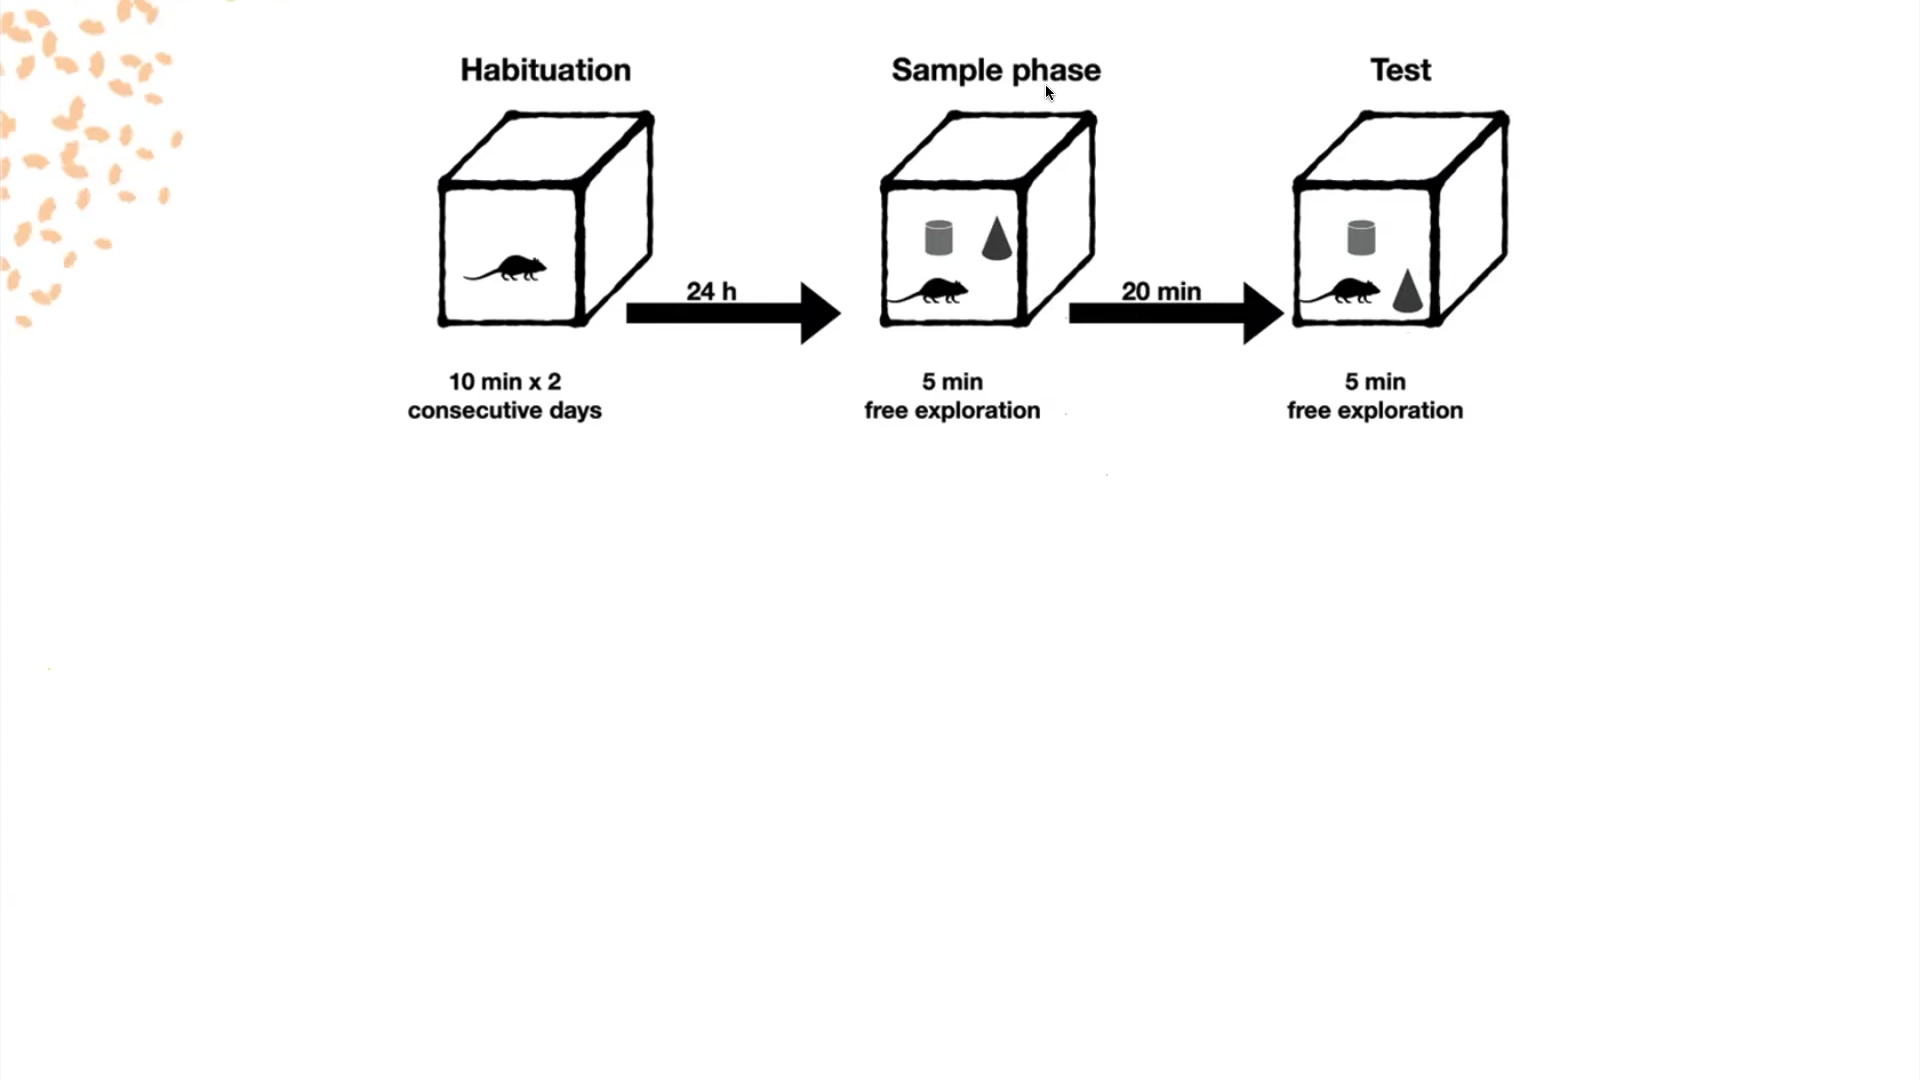 Habituation
Sample phase
Test
24 h
20 min
10 min x 2
consecutive days
5 min
free exploration
5 min
free exploration